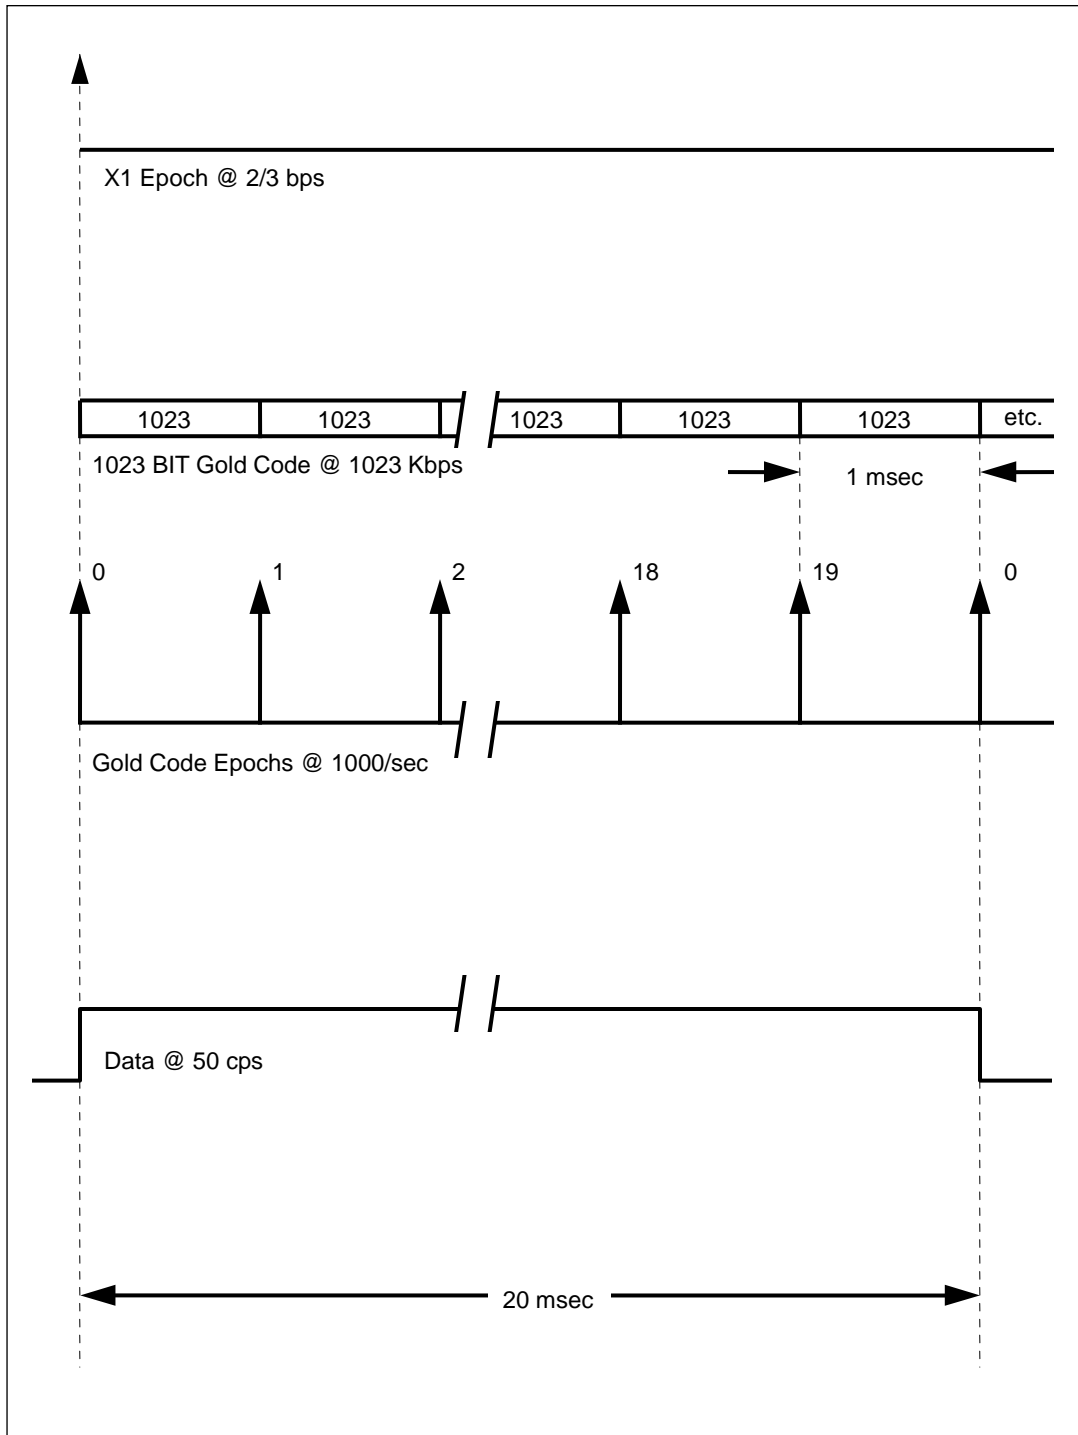 X1 Epoch @ 2/3 bps
1023 1023 1023 1023 1023 etc.
1023 BIT Gold Code @ 1023 Kbps
1 msec
0 1 2 18 19 0
Gold Code Epochs @ 1000/sec
Data @ 50 cps
20 msec